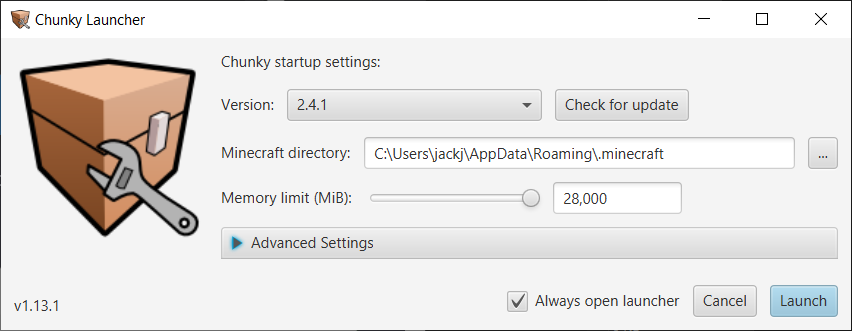 Chunky Launcher
Chunky startup settings:
Version: 2.4.1 Check for update
Minecraft directory: C:\Users\jackj\AppData\Roaming\.minecraft ...
Memory limit (MiB): 28,000
Advanced Settings
v1.13.1 Always open launcher Cancel Launch